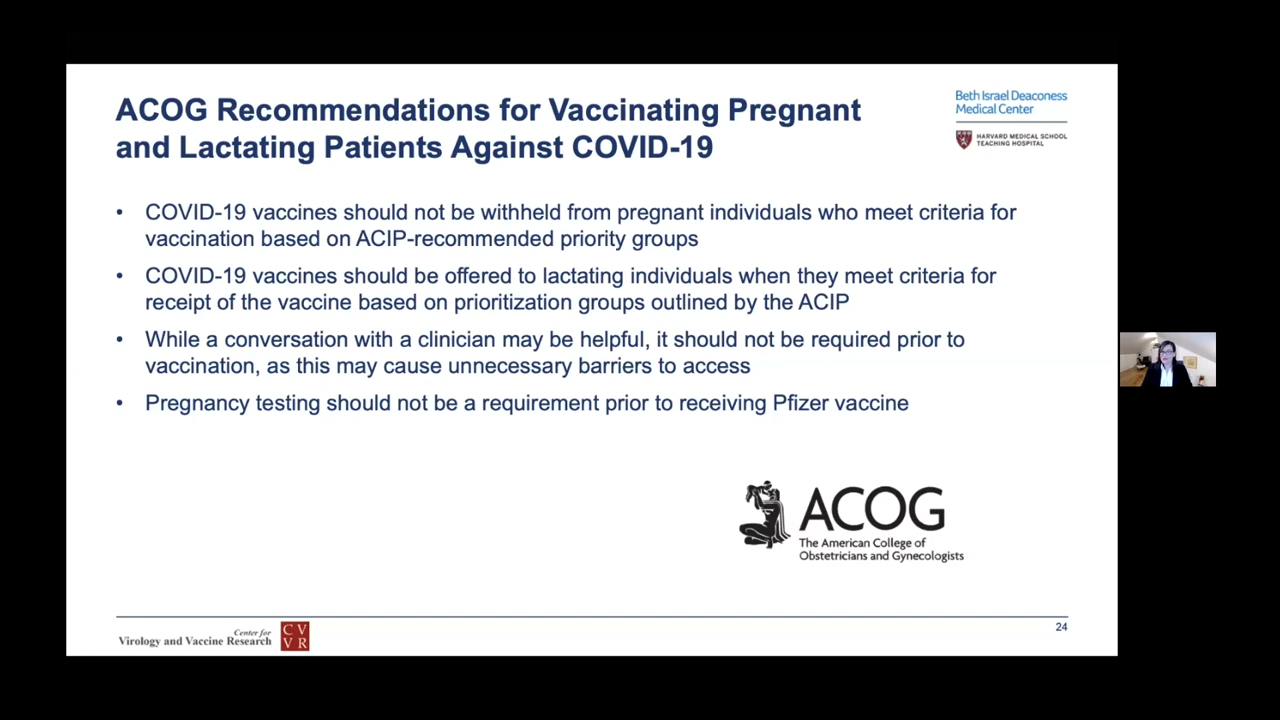 ACOG Recommendations for Vaccinating Pregnant
and Lactating Patients Against COVID-19
Beth Israel Deaconess
Medical Center
HARVARD MEDICAL SCHOOL
TEACHING HOSPITAL
• COVID-19 vaccines should not be withheld from pregnant individuals who meet criteria for
vaccination based on ACIP-recommended priority groups
• COVID-19 vaccines should be offered to lactating individuals when they meet criteria for
receipt of the vaccine based on prioritization groups outlined by the ACIP
• While a conversation with a clinician may be helpful, it should not be required prior to
vaccination, as this may cause unnecessary barriers to access
• Pregnancy testing should not be a requirement prior to receiving Pfizer vaccine
ACOG
The American College of
Obstetricians and Gynecologists
Center for
Virology and Vaccine Research
CV
VR
24